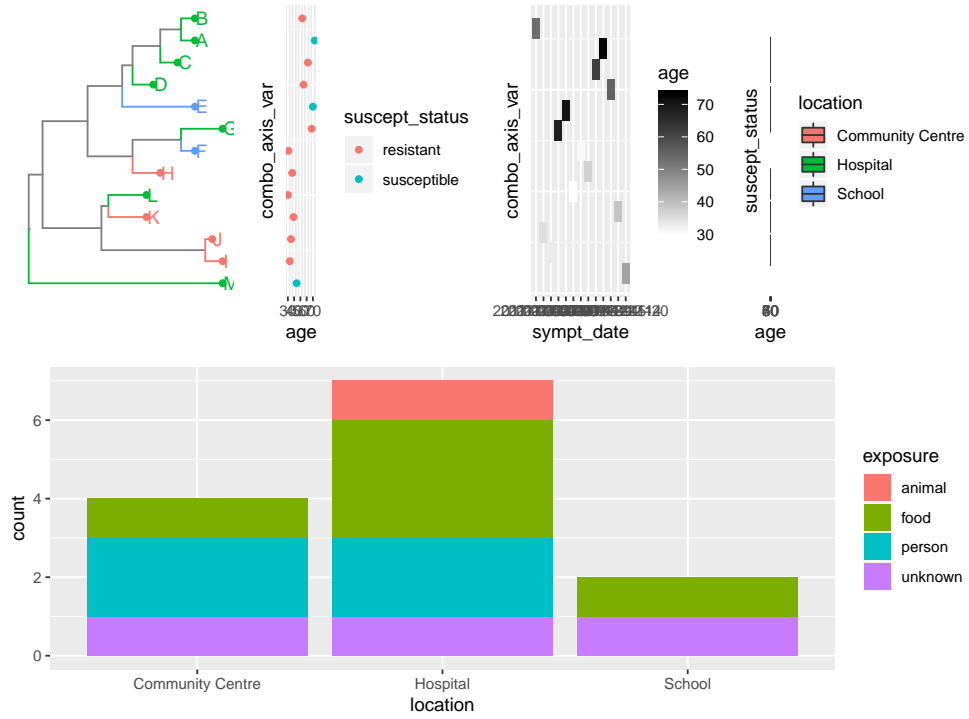 B
A
C
D
E
G
F
H
L
K
J
I
M
combo_axis_var
age
suscept_status
resistant
susceptible
combo_axis_var
sympt_date
age
70
60
50
40
30
suscept_status
age
location
Community Centre
Hospital
School
count
6
4
2
0
Community Centre
Hospital
School
location
exposure
animal
food
person
unknown